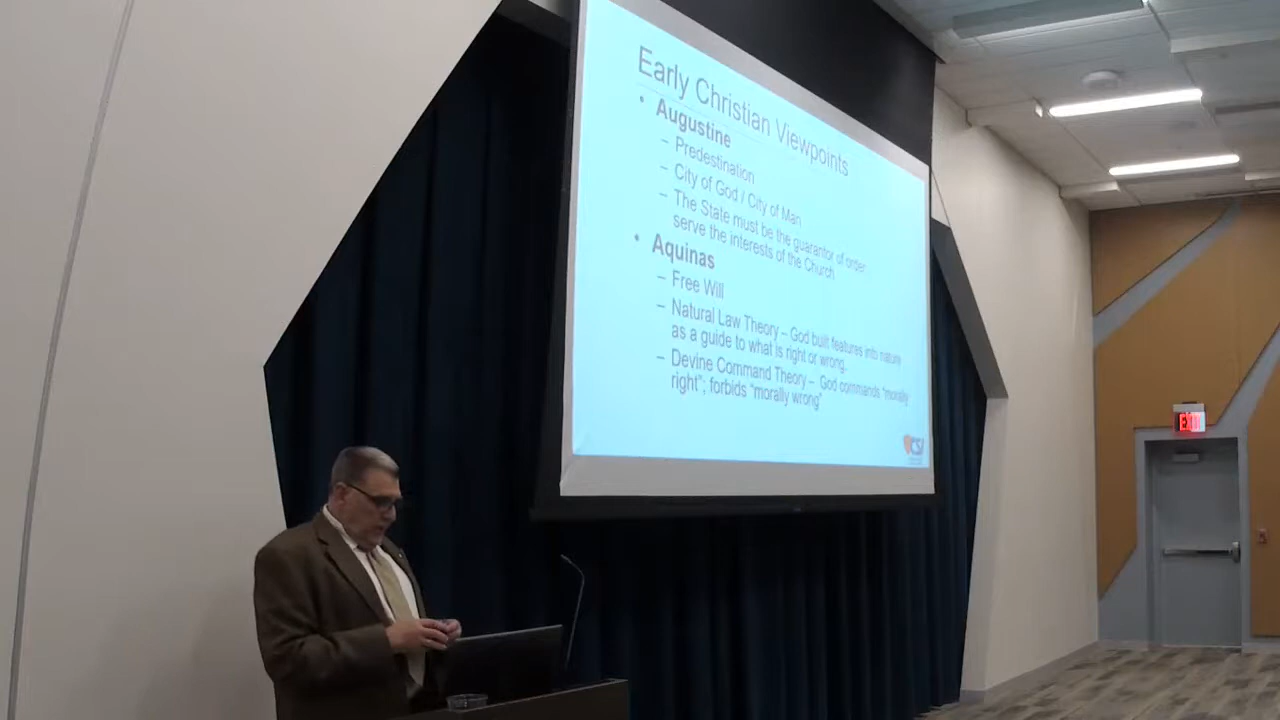 Early Christian Viewpoints
• Augustine
– Predestination
– City of God / City of Man
– The State must be the guarantor of order
serve the interests of the Church
• Aquinas
– Free Will
– Natural Law Theory – God built features into nature
as a guide to what is right or wrong.
– Devine Command Theory – God commands “morally
right”; forbids “morally wrong”
CSI
EXIT